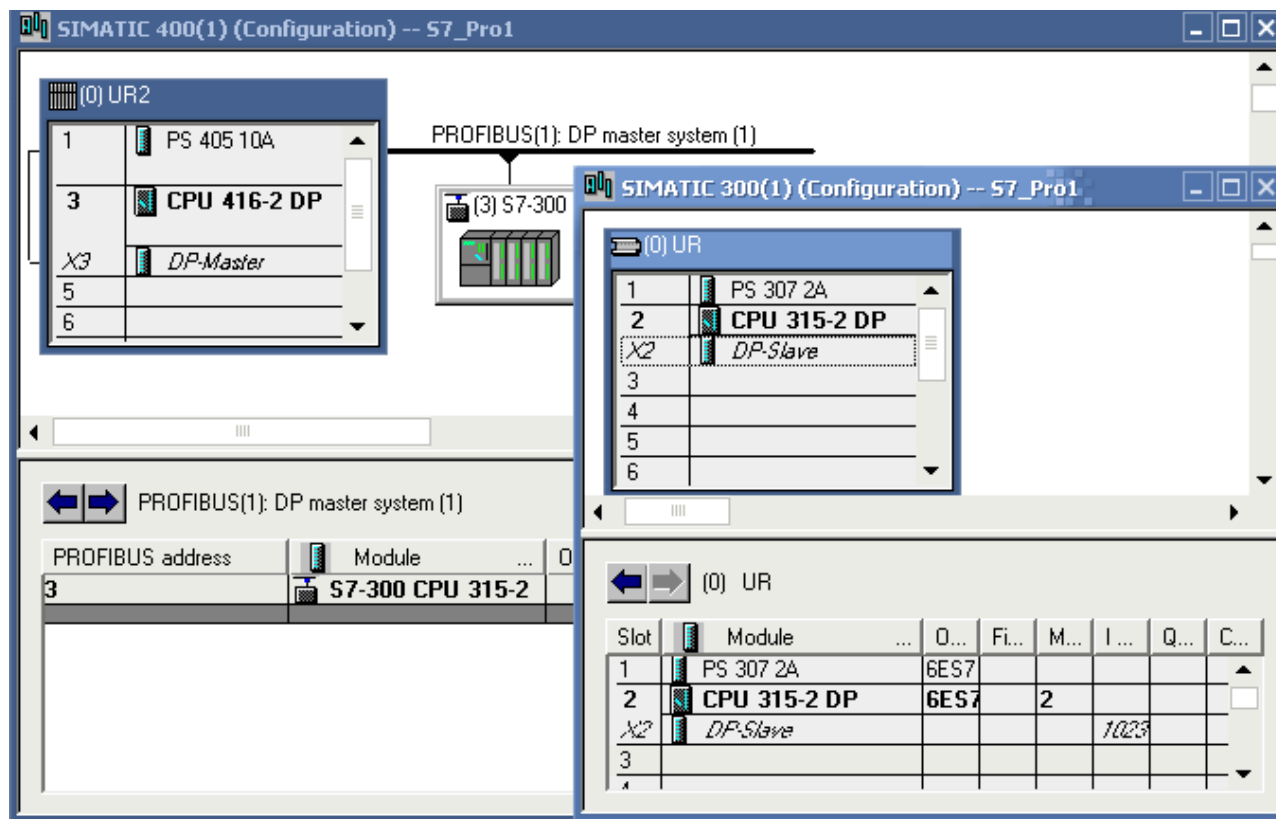 SIMATIC 400(1) (Configuration) -- S7_Pro1
(0) UR2
1 PS 405 10A
3 CPU 416-2 DP
X3 DP-Master
5
6
PROFIBUS(1): DP master system (1)
(3) S7-300
PROFIBUS(1): DP master system (1)
PROFIBUS address Module ... O
3 S7-300 CPU 315-2
SIMATIC 300(1) (Configuration) -- S7_Pro1
(0) UR
1 PS 307 2A
2 CPU 315-2 DP
X2 DP-Slave
3
4
5
6
(0) UR
Slot Module ... O... Fi... M... I ... Q... C...
1 PS 307 2A 6ES7
2 CPU 315-2 DP 6ES7 2
X2 DP-Slave 1023
3